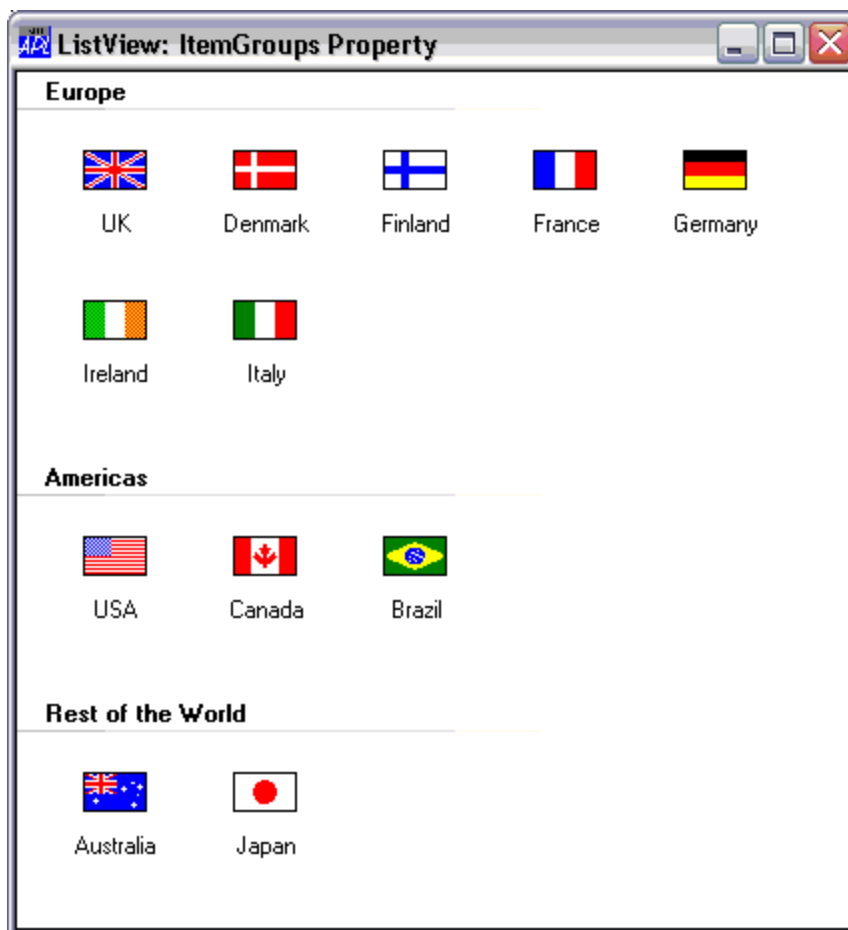 APL ListView: ItemGroups Property
Europe
UK Denmark Finland France Germany
Ireland Italy
Americas
USA Canada Brazil
Rest of the World
Australia Japan